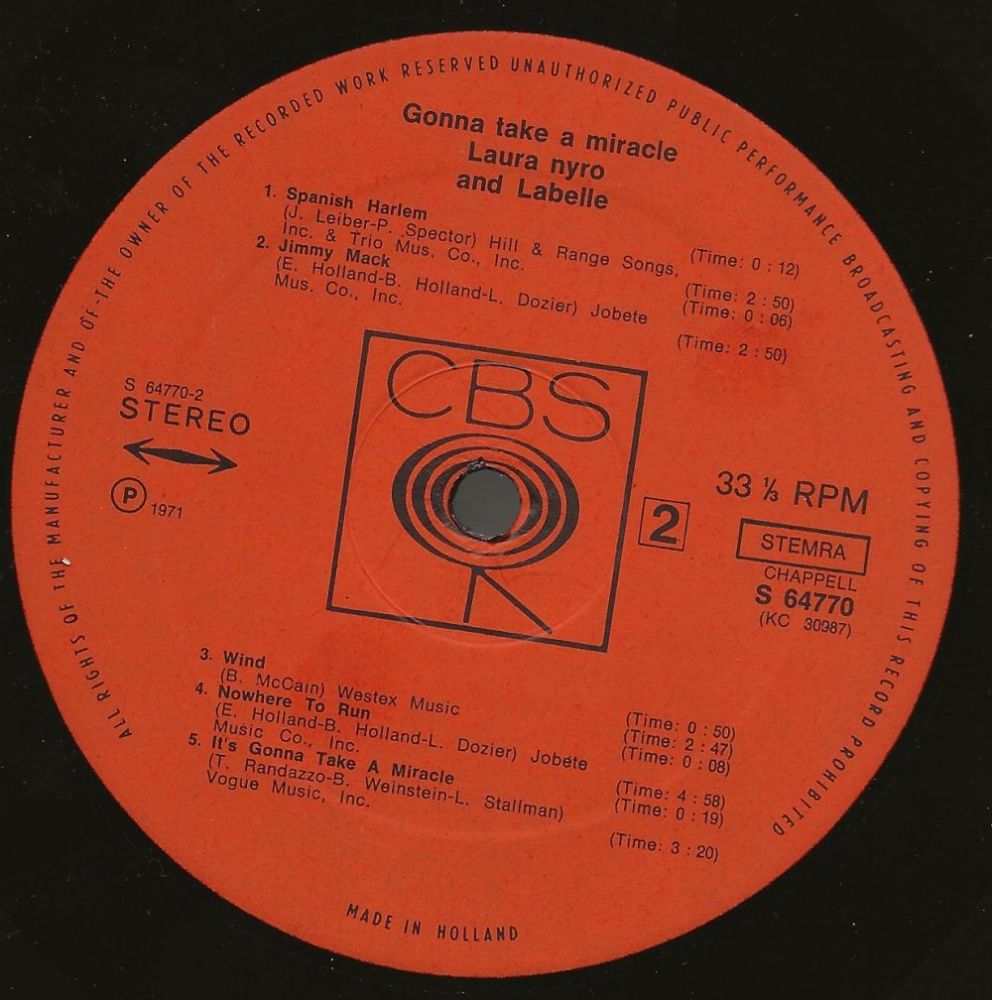 ALL RIGHTS OF THE MANUFACTURER AND OF THE OWNER OF THE RECORDED WORK RESERVED UNAUTHORIZED PUBLIC PERFORMANCE BROADCASTING AND COPYING OF THIS RECORD PROHIBITED
Gonna take a miracle
Laura nyro
and Labelle
1. Spanish Harlem (Time: 0 : 12)
(J. Leiber-P. Spector) Hill & Range Songs,
Inc. & Trio Mus. Co., Inc. (Time: 2 : 50)
2. Jimmy Mack (Time: 0 : 06)
(E. Holland-B. Holland-L. Dozier) Jobete
Mus. Co., Inc. (Time: 2 : 50)
CBS
S 64770-2
STEREO
P 1971
33 ⅓ RPM
2
STEMRA
CHAPPELL
S 64770
(KC 30987)
3. Wind (Time: 0 : 50)
(B. McCain) Westex Music (Time: 2 : 47)
4. Nowhere To Run (Time: 0 : 08)
(E. Holland-B. Holland-L. Dozier) Jobete
Music Co., Inc. (Time: 4 : 58)
5. It's Gonna Take A Miracle (Time: 0 : 19)
(T. Randazzo-B. Weinstein-L. Stallman)
Vogue Music, Inc. (Time: 3 : 20)
MADE IN HOLLAND